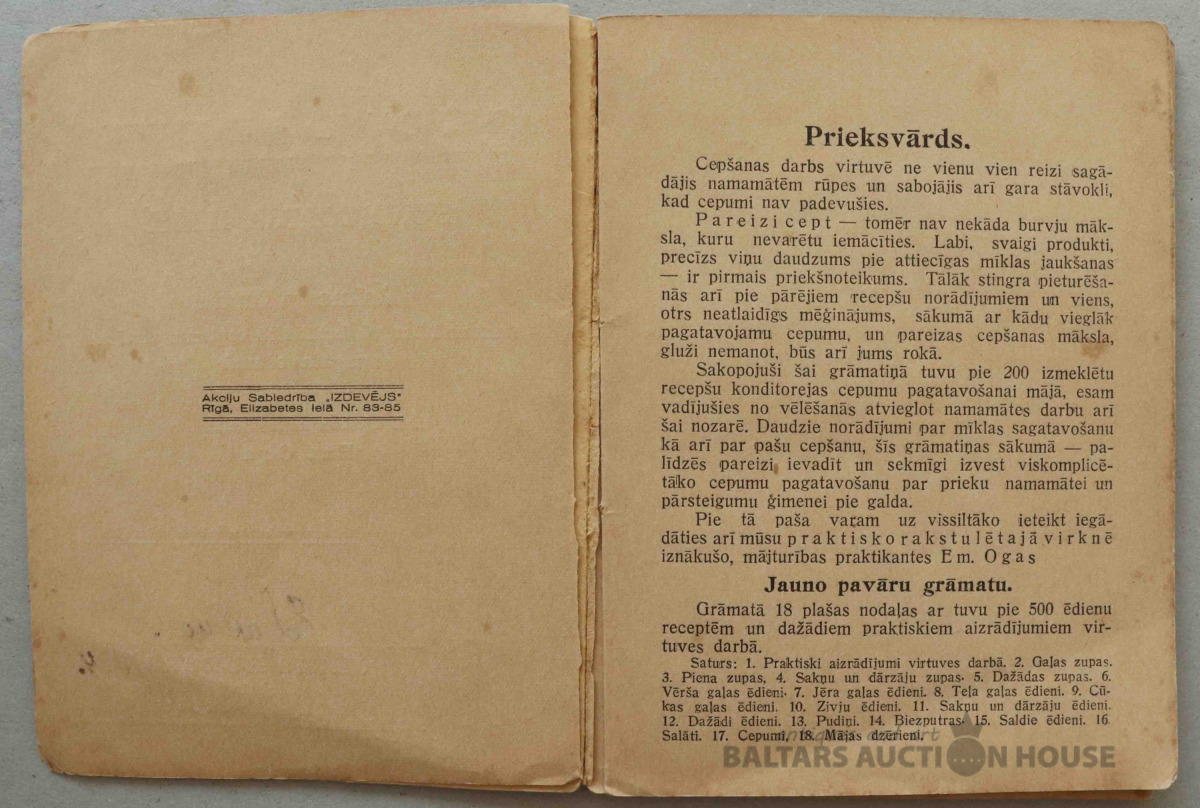 Akciju Sabiedrība „IZDEVĒJS"
Rīgā, Elizabetes ielā Nr. 83-85
Prieksvārds.
Cepšanas darbs virtuvē ne vienu vien reizi sagā-
dājis namamātēm rūpes un sabojājis arī gara stāvokli,
kad cepumi nav padevušies.
Pareizi cept — tomēr nav nekāda burvju māk-
sla, kuru nevarētu iemācīties. Labi, svaigi produkti,
precīzs viņu daudzums pie attiecīgas mīklas jaukšanas
— ir pirmais priekšnoteikums. Tālāk stingra pieturēša-
nās arī pie pārējiem recepšu norādījumiem un viens,
otrs neatlaidīgs mēģinājums, sākumā ar kādu vieglāk
pagatavojamu cepumu, un pareizas cepšanas māksla,
gluži nemanot, būs arī jums rokā.
Sakopojuši šai grāmatiņā tuvu pie 200 izmeklētu
recepšu konditorejas cepumu pagatavošanai mājā, esam
vadījušies no vēlēšanās atvieglot namamātes darbu arī
šai nozarē. Daudzie norādījumi par mīklas sagatavošanu
kā arī par pašu cepšanu, šīs grāmatiņas sākumā — pa-
līdzēs pareizi ievadīt un sekmīgi izvest viskomplicē-
tāko cepumu pagatavošanu par prieku namamātei un
pārsteigumu ģimenei pie galda.
Pie tā paša varam uz vissiltāko ieteikt iegā-
dāties arī mūsu praktisko rakstu lētajā virknē
iznākušo, mājturības praktikantes Em. Ogas
Jauno pavāru grāmatu.
Grāmatā 18 plašas nodaļas ar tuvu pie 500 ēdienu
receptēm un dažādiem praktiskiem aizrādījumiem vir-
tuves darbā.
Saturs: 1. Praktiski aizrādījumi virtuves darbā. 2. Gaļas zupas.
3. Piena zupas, 4. Sakņu un dārzāju zupas. 5. Dažādas zupas. 6.
Vērša gaļas ēdieni. 7. Jēra gaļas ēdieni. 8. Teļa gaļas ēdieni. 9. Cū-
kas gaļas ēdieni. 10. Zivju ēdieni. 11. Sakņu un dārzāju ēdieni.
12. Dažādi ēdieni. 13. Pudiņi. 14. Biezputras. 15. Saldie ēdieni. 16
Salāti. 17. Cepumi, 18. Mājas dzērieni.
BALTARS AUCTION HOUSE